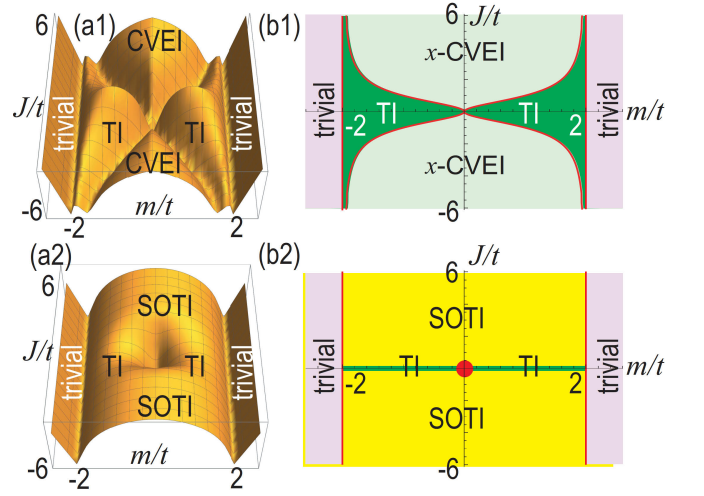 (a1)
6
CVEI
J/t
trivial
TI
TI
trivial
CVEI
-6
-2
m/t
2
(b1)
6
J/t
x-CVEI
trivial
-2
TI
TI
2
trivial
m/t
x-CVEI
-6
(a2)
6
SOTI
J/t
trivial
TI
TI
trivial
SOTI
-6
-2
m/t
2
(b2)
6
J/t
SOTI
trivial
-2
TI
TI
2
trivial
m/t
SOTI
-6